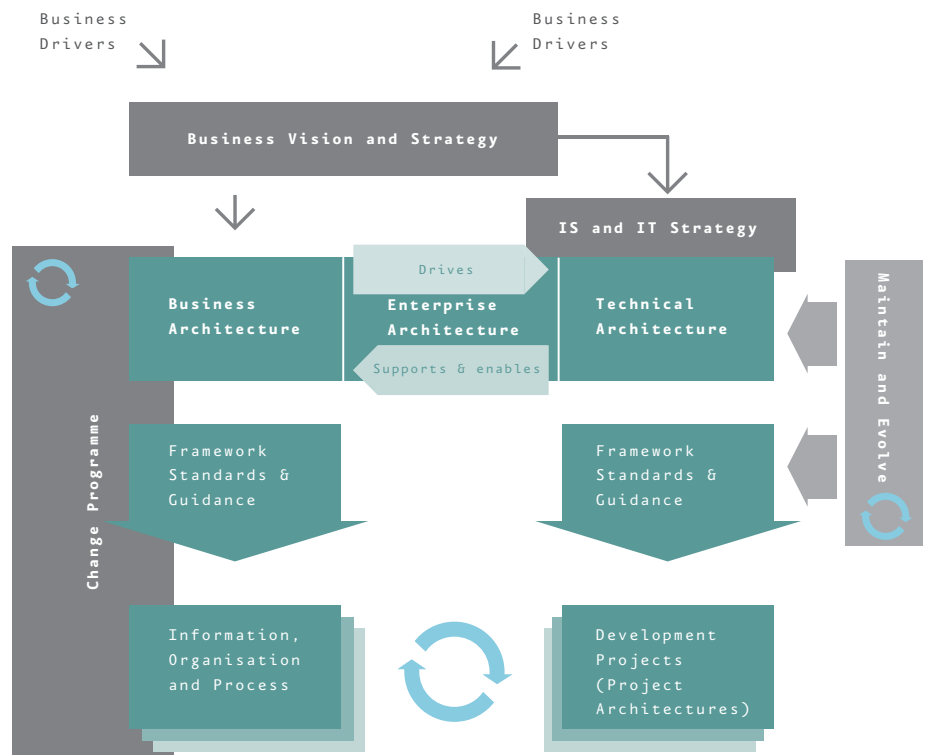 Business
Drivers
Business
Drivers
Business Vision and Strategy
IS and IT Strategy
Drives
Business
Architecture
Enterprise
Architecture
Technical
Architecture
Supports & enables
Maintain and Evolve
Change Programme
Framework
Standards &
Guidance
Framework
Standards &
Guidance
Information,
Organisation
and Process
Development
Projects
(Project
Architectures)